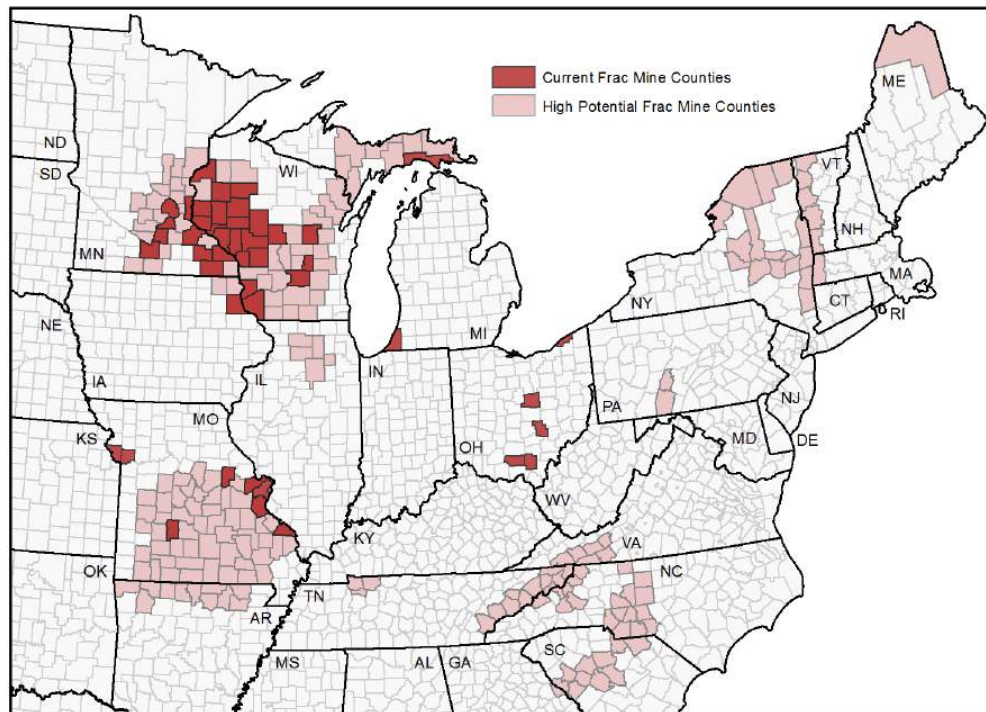 Current Frac Mine Counties
High Potential Frac Mine Counties
ME
ND
SD
WI
VT
NH
MN
MA
NY
CT
RI
NE
MI
IA
IL
IN
PA
NJ
MO
KS
OH
MD
DE
WV
KY
VA
OK
TN
NC
AR
SC
MS
AL
GA